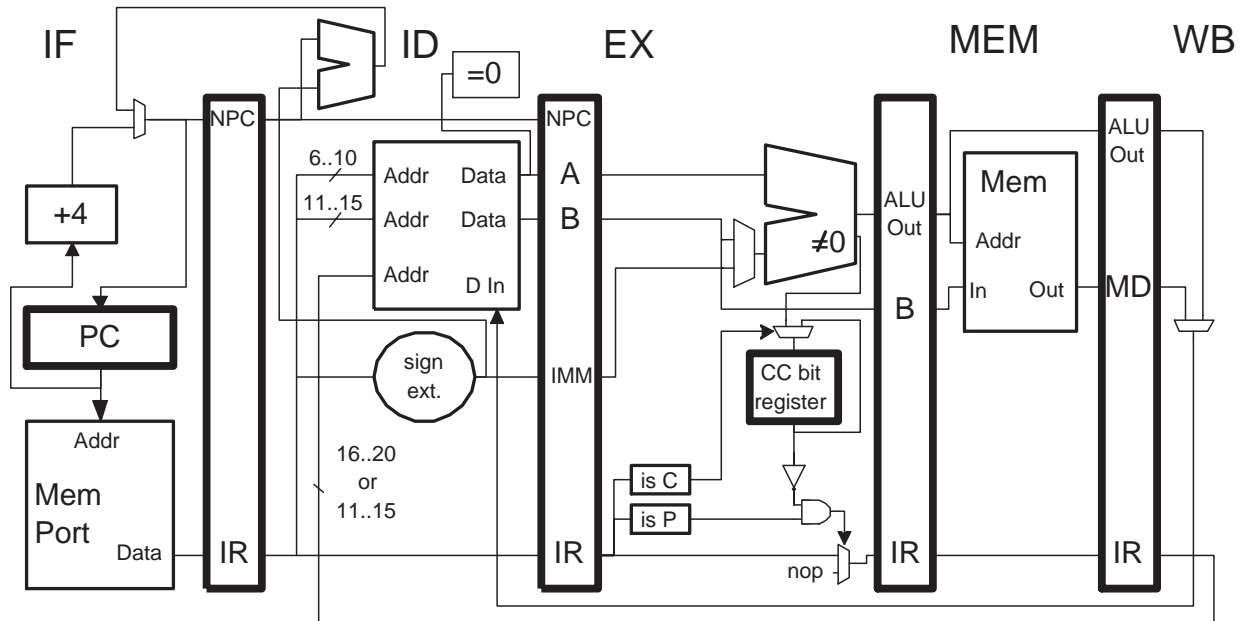 IF
ID
EX
MEM
WB
=0
NPC
NPC
ALU
Out
6..10
Addr
Data
A
Mem
+4
11..15
Addr
Data
B
ALU
Out
≠0
Addr
Addr
D In
In
Out
MD
B
PC
sign
ext.
IMM
CC bit
register
Addr
16..20
or
11..15
is C
Mem
Port
is P
Data
IR
IR
nop
IR
IR